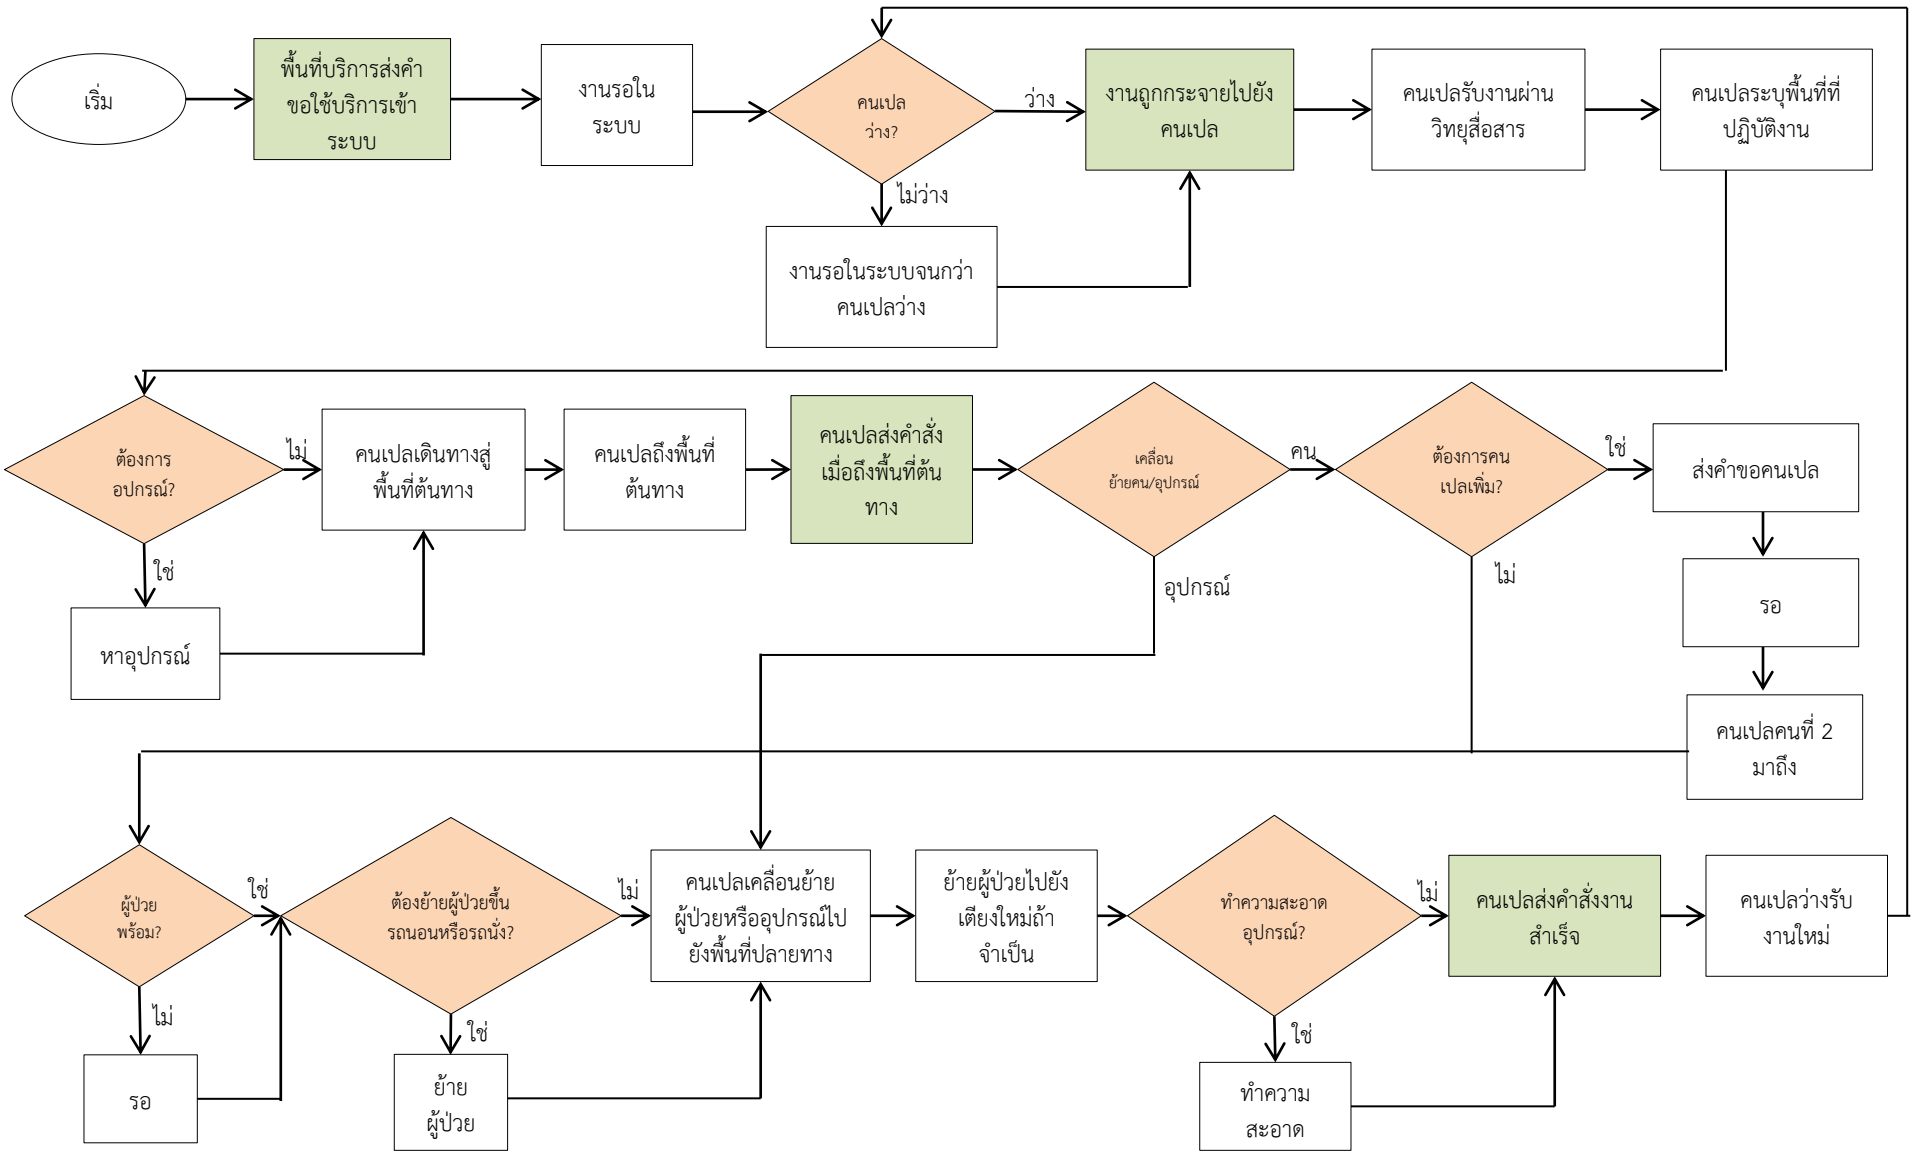 เริ่ม
พื้นที่บริการส่งคำ
ขอใช้บริการเข้า
ระบบ
งานรอใน
ระบบ
คนเปล
ว่าง?
ว่าง
งานถูกกระจายไปยัง
คนเปล
คนเปลรับงานผ่าน
วิทยุสื่อสาร
คนเปลระบุพื้นที่ที่
ปฏิบัติงาน
ไม่ว่าง
งานรอในระบบจนกว่า
คนเปลว่าง
ต้องการ
อปกรณ์?
ไม่
คนเปลเดินทางสู่
พื้นที่ต้นทาง
คนเปลถึงพื้นที่
ต้นทาง
คนเปลส่งคำสั่ง
เมื่อถึงพื้นที่ต้น
ทาง
เคลื่อน
ย้ายคน/อุปกรณ์
คน
ต้องการคน
เปลเพิ่ม?
ใช่
ส่งคำขอคนเปล
ใช่
หาอุปกรณ์
อุปกรณ์
ไม่
รอ
คนเปลคนที่ 2
มาถึง
ผู้ป่วย
พร้อม?
ใช่
ต้องย้ายผู้ป่วยขึ้น
รถนอนหรือรถนั่ง?
ไม่
คนเปลเคลื่อนย้าย
ผู้ป่วยหรืออุปกรณ์ไป
ยังพื้นที่ปลายทาง
ย้ายผู้ป่วยไปยัง
เตียงใหม่ถ้า
จำเป็น
ทำความสะอาด
อุปกรณ์?
ไม่
คนเปลส่งคำสั่งงาน
สำเร็จ
คนเปลว่างรับ
งานใหม่
ไม่
รอ
ใช่
ย้าย
ผู้ป่วย
ใช่
ทำความ
สะอาด